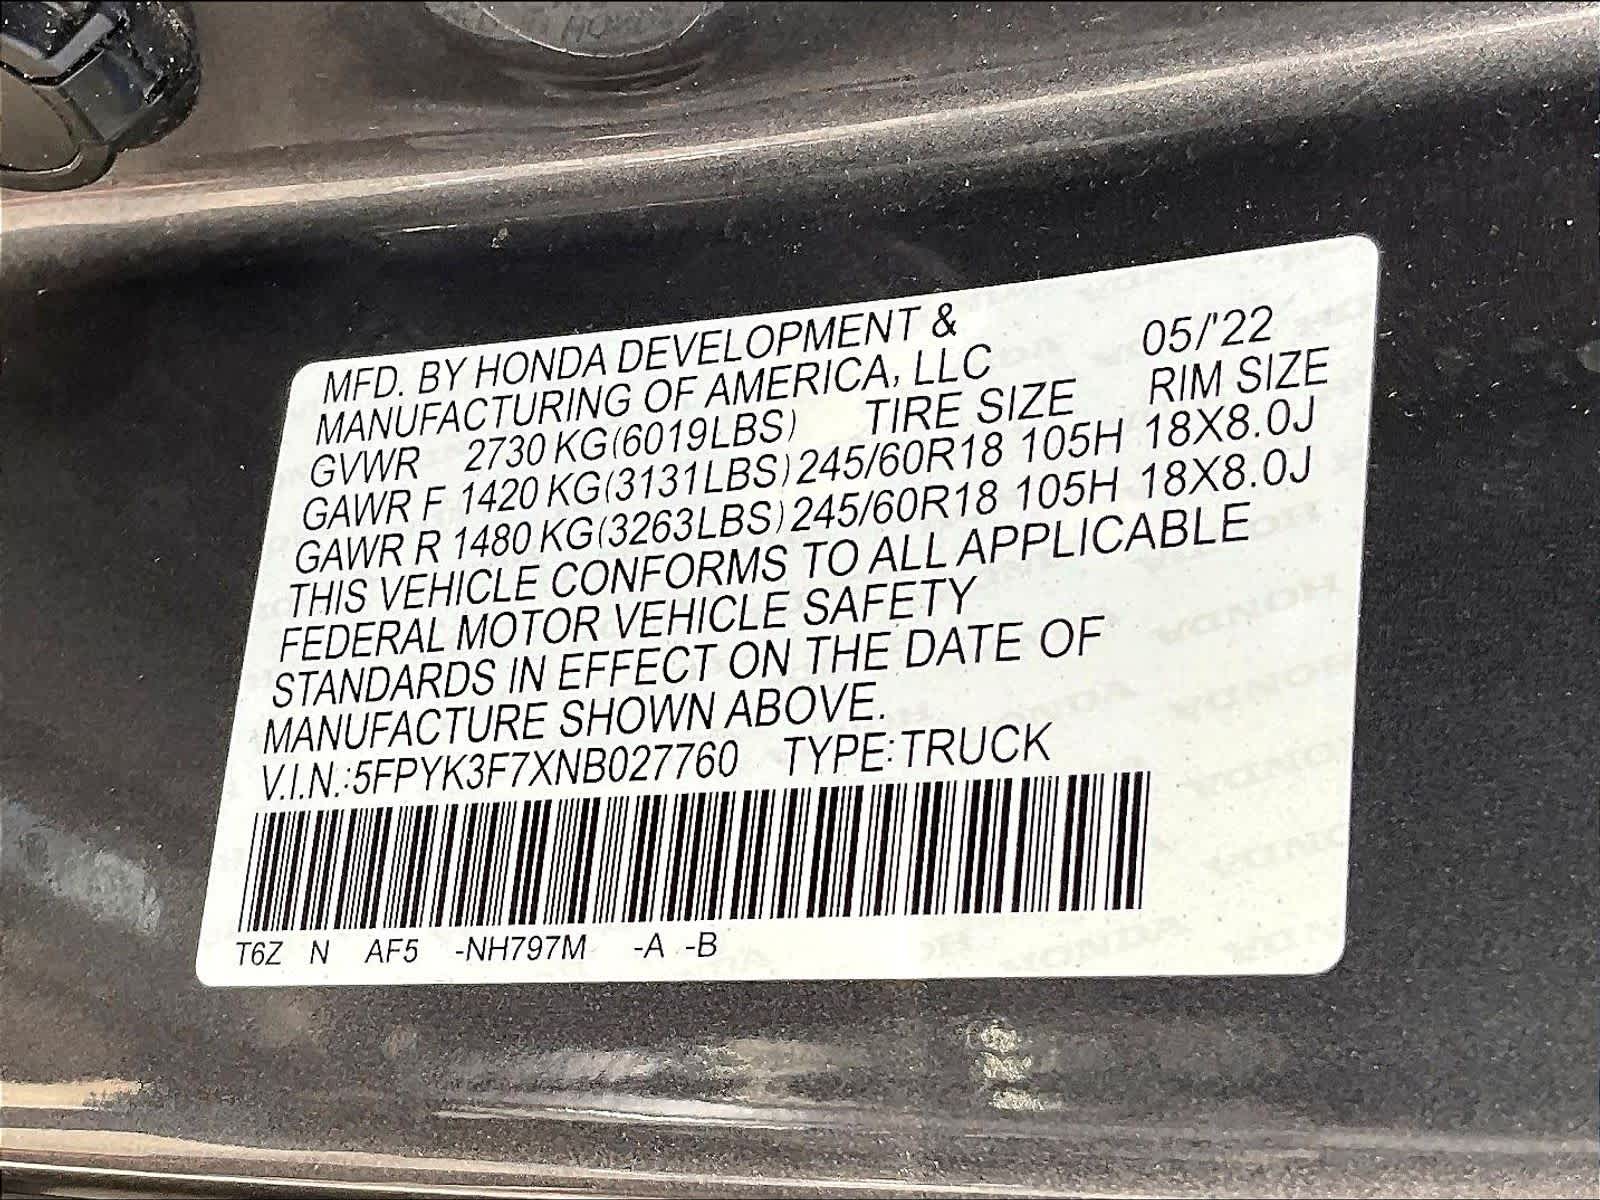 MFD. BY HONDA DEVELOPMENT &
MANUFACTURING OF AMERICA, LLC 05/'22
GVWR 2730 KG(6019LBS) TIRE SIZE RIM SIZE
GAWR F 1420 KG(3131LBS) 245/60R18 105H 18X8.0J
GAWR R 1480 KG(3263LBS) 245/60R18 105H 18X8.0J
THIS VEHICLE CONFORMS TO ALL APPLICABLE
FEDERAL MOTOR VEHICLE SAFETY
STANDARDS IN EFFECT ON THE DATE OF
MANUFACTURE SHOWN ABOVE.
V.I.N.:5FPYK3F7XNB027760 TYPE:TRUCK
T6Z N AF5 -NH797M -A -B